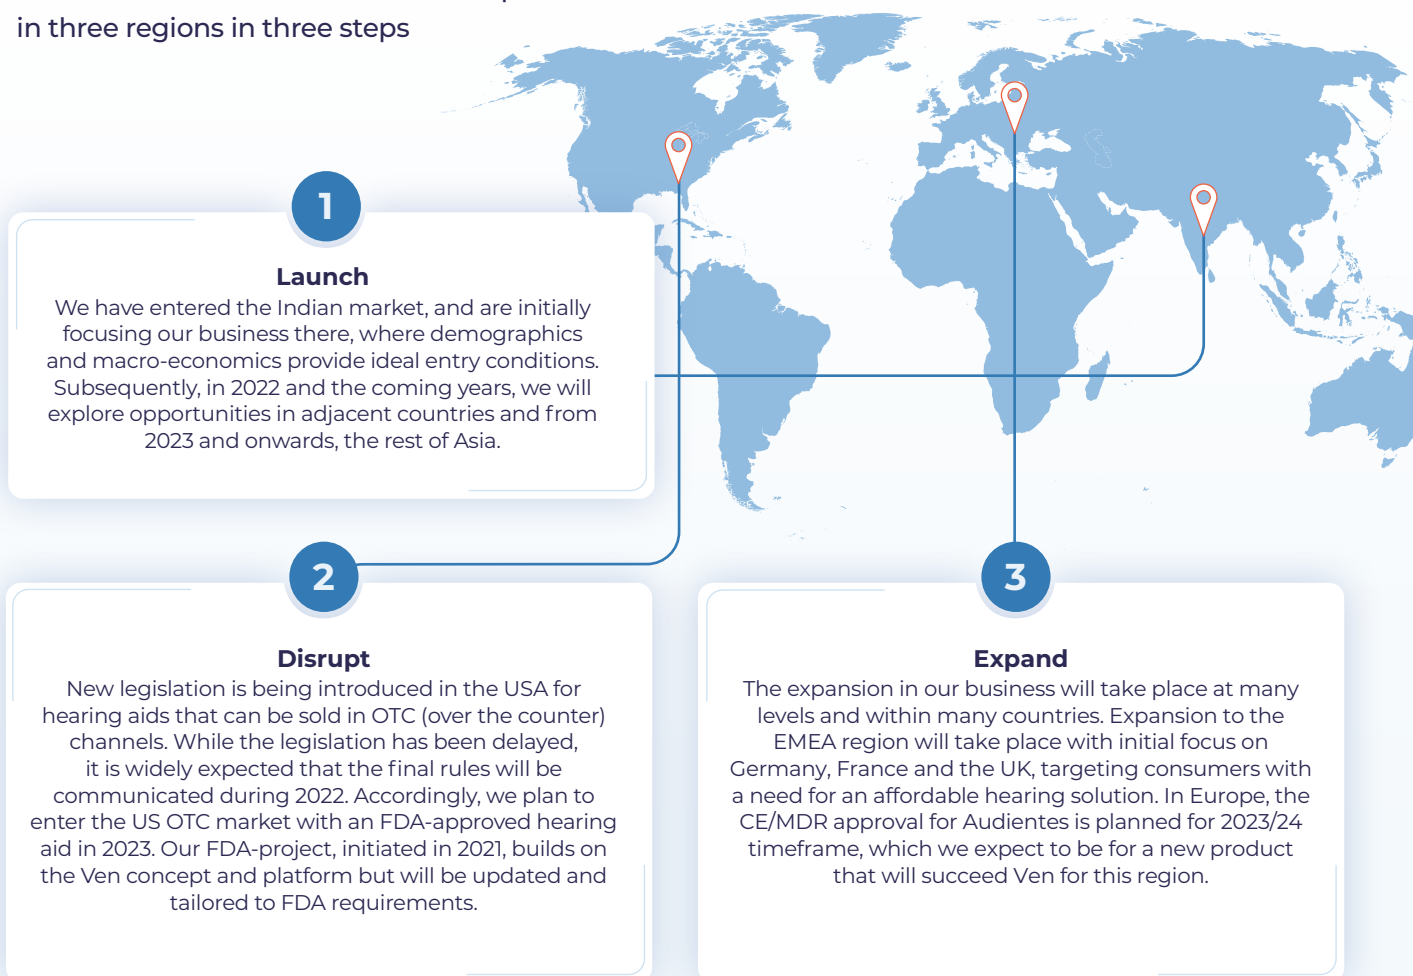 in three regions in three steps
1
Launch
We have entered the Indian market, and are initially
focusing our business there, where demographics
and macro-economics provide ideal entry conditions.
Subsequently, in 2022 and the coming years, we will
explore opportunities in adjacent countries and from
2023 and onwards, the rest of Asia.
2
Disrupt
New legislation is being introduced in the USA for
hearing aids that can be sold in OTC (over the counter)
channels. While the legislation has been delayed,
it is widely expected that the final rules will be
communicated during 2022. Accordingly, we plan to
enter the US OTC market with an FDA-approved hearing
aid in 2023. Our FDA-project, initiated in 2021, builds on
the Ven concept and platform but will be updated and
tailored to FDA requirements.
3
Expand
The expansion in our business will take place at many
levels and within many countries. Expansion to the
EMEA region will take place with initial focus on
Germany, France and the UK, targeting consumers with
a need for an affordable hearing solution. In Europe, the
CE/MDR approval for Audientes is planned for 2023/24
timeframe, which we expect to be for a new product
that will succeed Ven for this region.